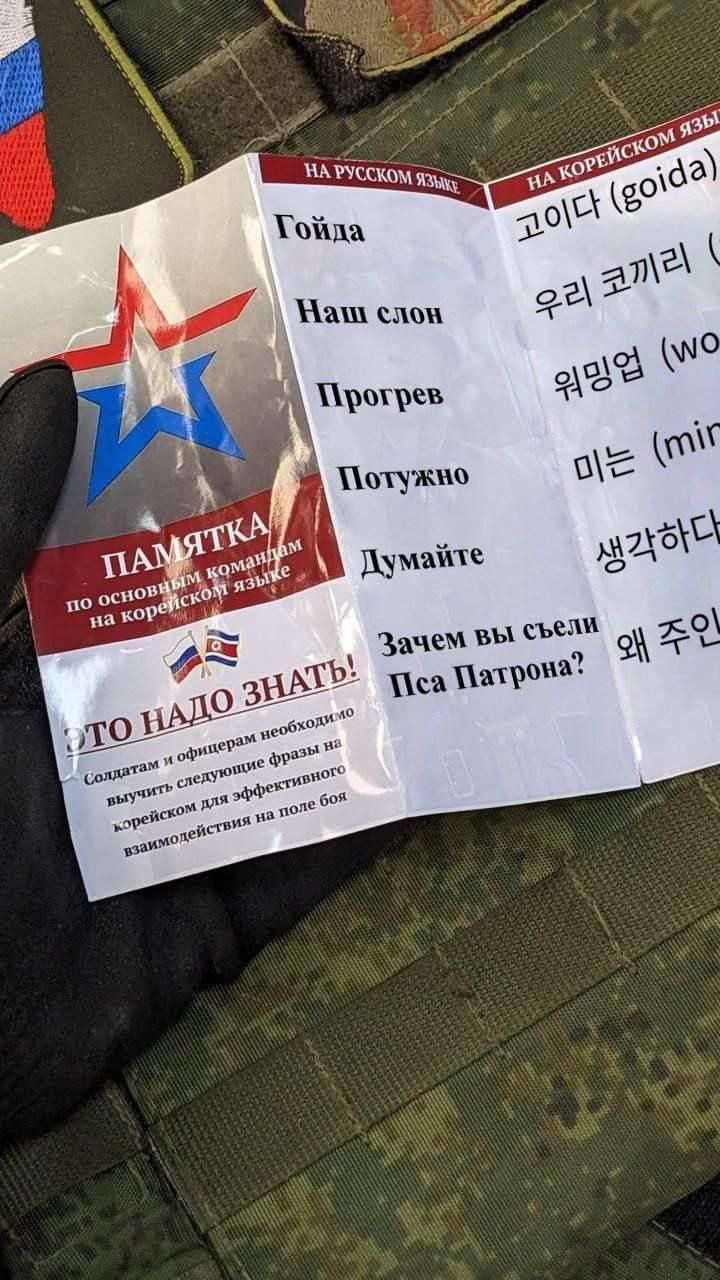 ПАМЯТКА
ПО ОСНОВНЫМ КОМАНДАМ
НА КОРЕЙСКОМ ЯЗЫКЕ
ЭТО НАДО ЗНАТЬ!
Солдатам и офицерам необходимо
выучить следующие фразы на
корейском для эффективного
взаимодействия на поле боя
НА РУССКОМ ЯЗЫКЕ
Гойда
Наш слон
Прогрев
Потужно
Думайте
Зачем вы съели
Пса Патрона?
НА КОРЕЙСКОМ ЯЗЫ
고이다 (goida)
우리 코끼리 (
워밍업 (wo
미는 (min
생각하다
왜 주인